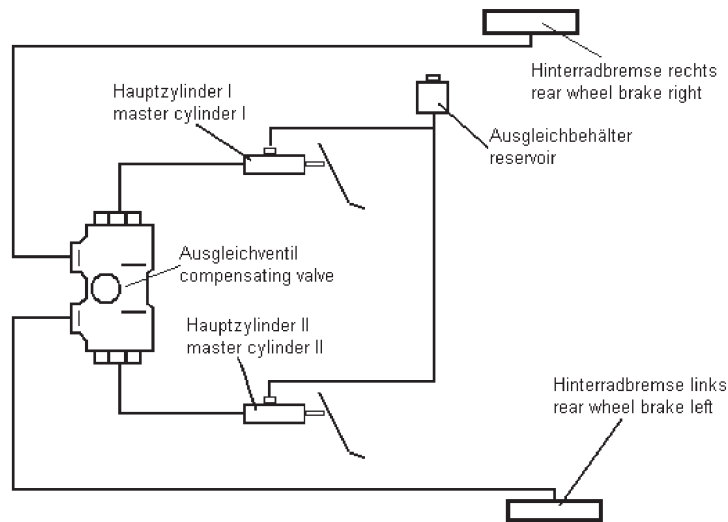 Hinterradbremse rechts
rear wheel brake right
Hauptzylinder I
master cylinder I
Ausgleichbehälter
reservoir
Ausgleichventil
compensating valve
Hauptzylinder II
master cylinder II
Hinterradbremse links
rear wheel brake left